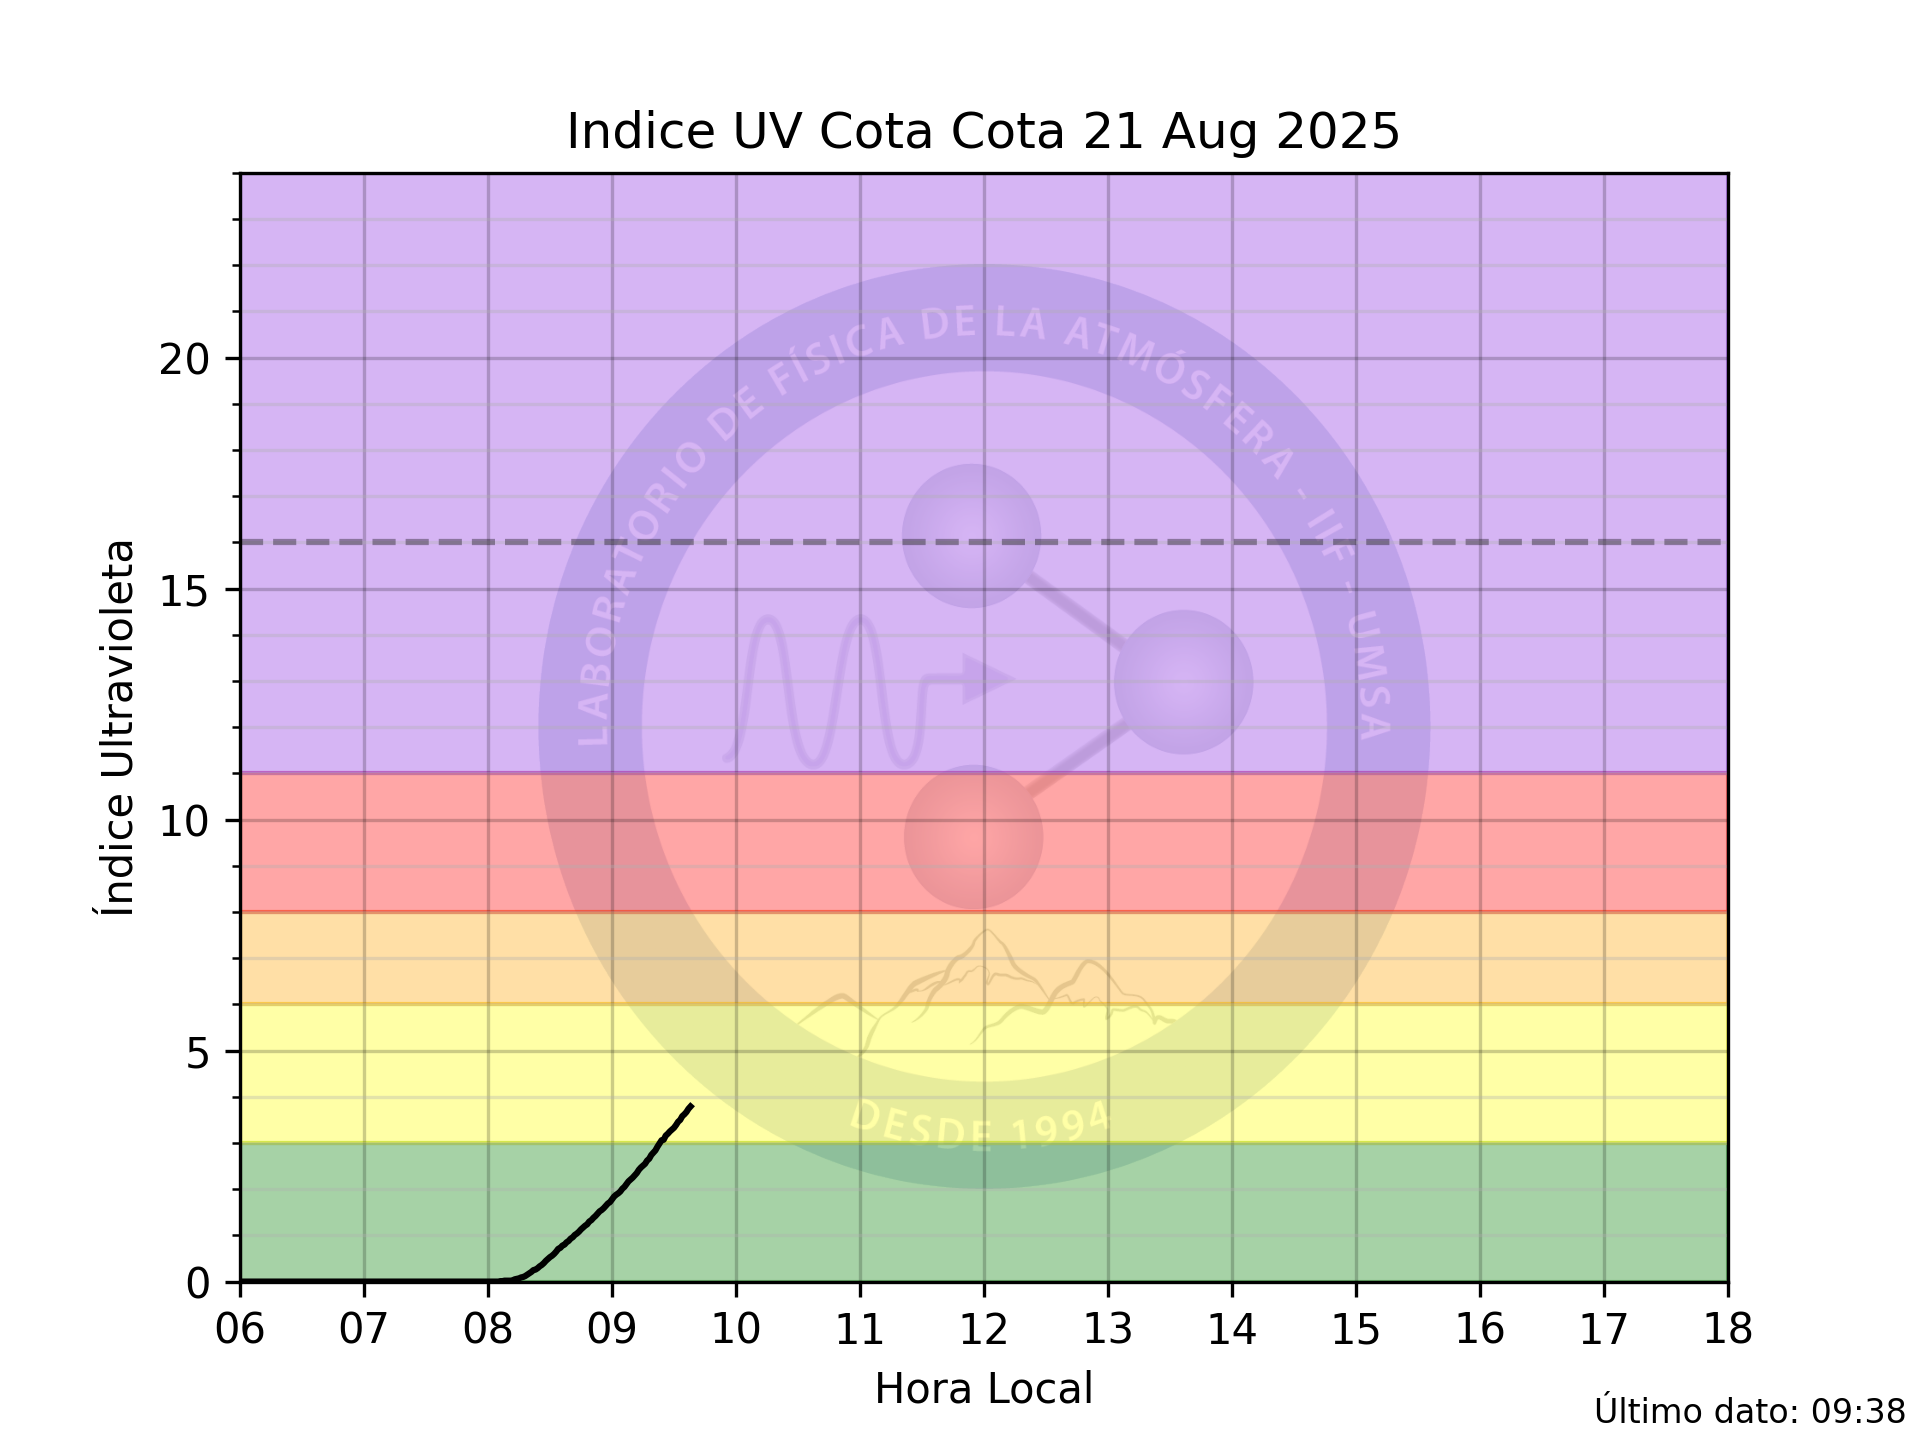 Indice UV Cota Cota 21 Aug 2025
Índice Ultravioleta
20
15
10
5
0
LABORATORIO DE FÍSICA DE LA ATMÓSFERA - IIF - UMSA
DESDE 1994
06 07 08 09 10 11 12 13 14 15 16 17 18
Hora Local
Último dato: 09:38